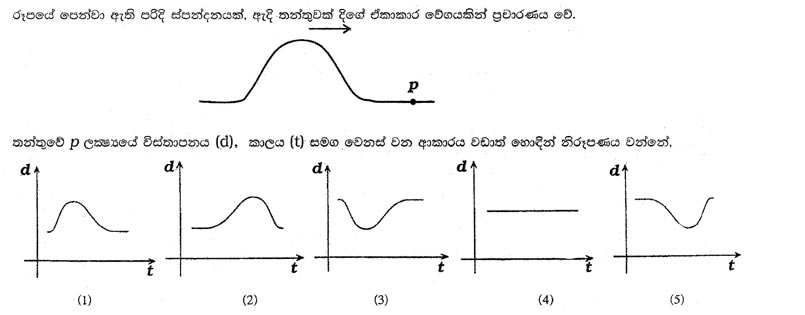 රූපයේ පෙන්වා ඇති පරිදි ස්පන්දනයක්, ඇදි තන්තුවක් දිගේ ඒකාකාර වේගයකින් ප්‍රචාරණය වේ.
p
තන්තුවේ p ලක්‍ෂයයේ විස්තාපනය (d), කාලය (t) සමග වෙනස් වන ආකාරය වඩාත් හොඳින් නිරූපණය වන්නේ,
d d d d d
t t t t t
(1) (2) (3) (4) (5)